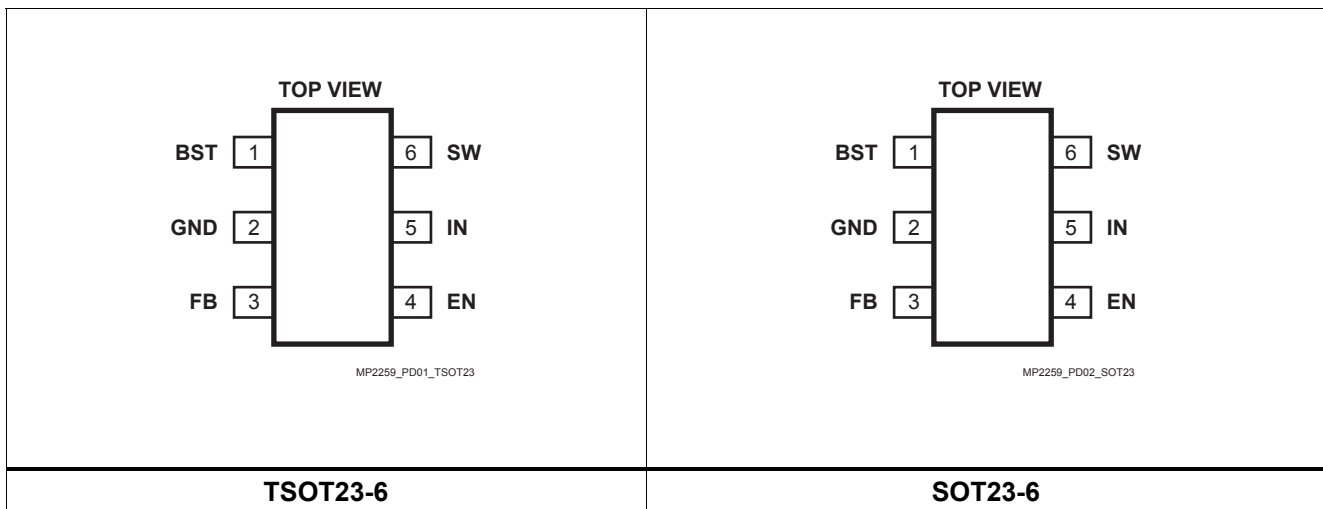 TOP VIEW
BST 1 6 SW
GND 2 5 IN
FB 3 4 EN
MP2259_PD01_TSOT23
TSOT23-6
TOP VIEW
BST 1 6 SW
GND 2 5 IN
FB 3 4 EN
MP2259_PD02_SOT23
SOT23-6